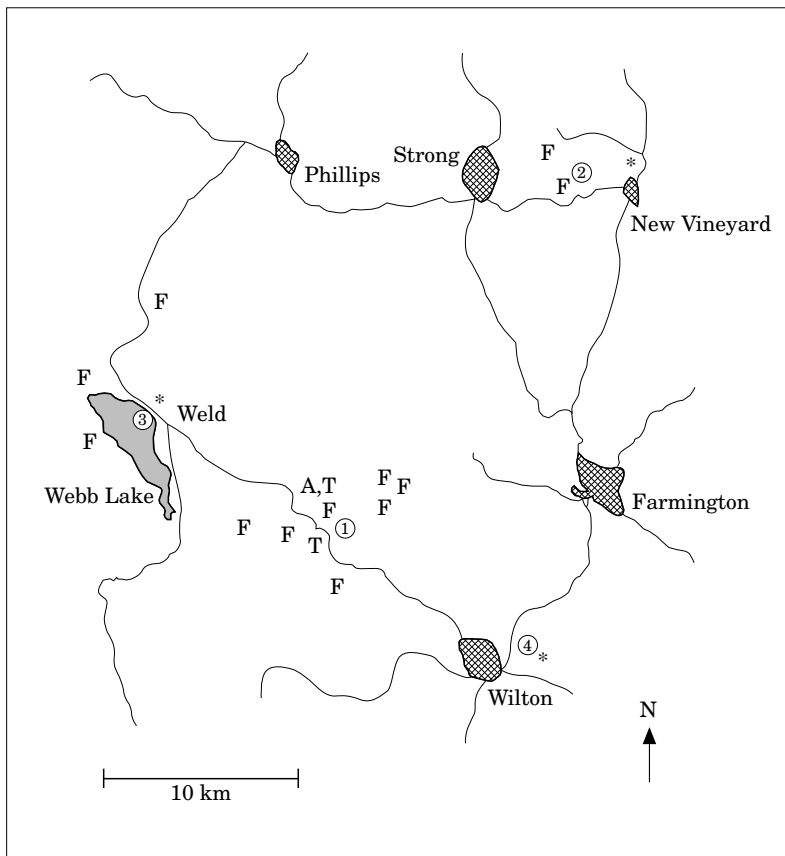 Phillips
Strong
F
2
*
F
New Vineyard
F
F
*
3
Weld
F
Webb Lake
A,T
F
F
F
F
F
F
1
T
F
Farmington
4
*
Wilton
N
10 km